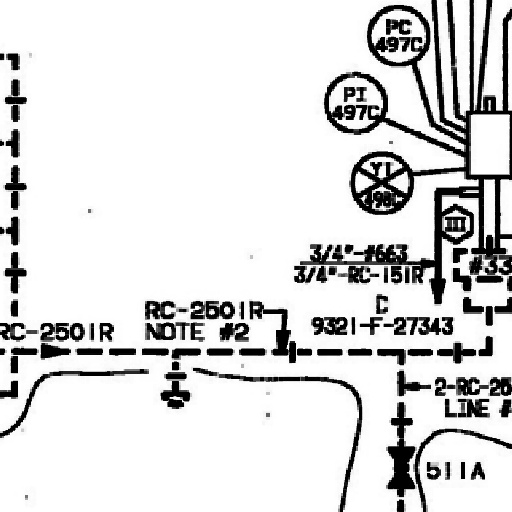 PC
497C
PI
497C
YI
498C
III
3/4"-#663
3/4"-RC-151R
#33
C
9321-F-27343
RC-2501R
NOTE #2
RC-2501R
2-RC-25
LINE #
511A